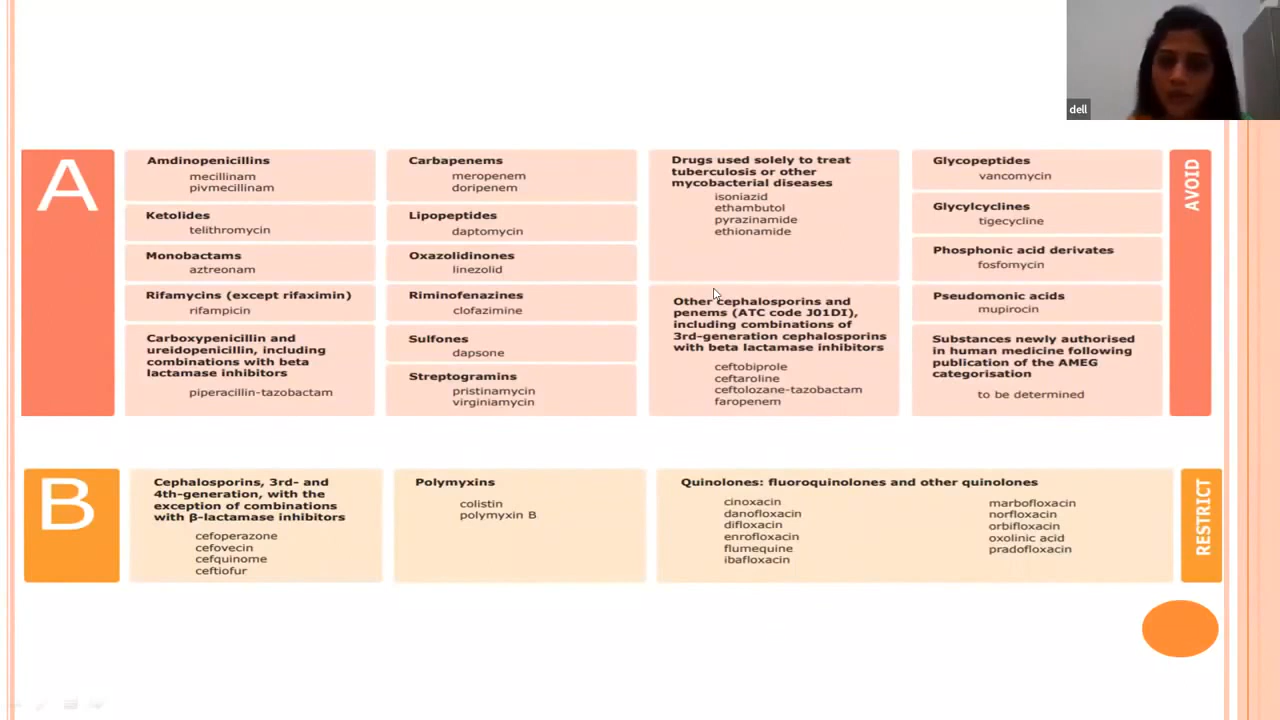 dell
A
Amdinopenicillins
mecillinam
pivmecillinam
Ketolides
telithromycin
Monobactams
aztreonam
Rifamycins (except rifaximin)
rifampicin
Carboxypenicillin and
ureidopenicillin, including
combinations with beta
lactamase inhibitors
piperacillin-tazobactam
Carbapenems
meropenem
doripenem
Lipopeptides
daptomycin
Oxazolidinones
linezolid
Riminofenazines
clofazimine
Sulfones
dapsone
Streptogramins
pristinamycin
virginiamycin
Drugs used solely to treat
tuberculosis or other
mycobacterial diseases
isoniazid
ethambutol
pyrazinamide
ethionamide
Other cephalosporins and
penems (ATC code J01DI),
including combinations of
3rd-generation cephalosporins
with beta lactamase inhibitors
ceftobiprole
ceftaroline
ceftolozane-tazobactam
faropenem
Glycopeptides
vancomycin
Glycylcyclines
tigecycline
Phosphonic acid derivates
fosfomycin
Pseudomonic acids
mupirocin
Substances newly authorised
in human medicine following
publication of the AMEG
categorisation
to be determined
AVOID
B
Cephalosporins, 3rd- and
4th-generation, with the
exception of combinations
with β-lactamase inhibitors
cefoperazone
cefovecin
cefquinome
ceftiofur
Polymyxins
colistin
polymyxin B
Quinolones: fluoroquinolones and other quinolones
cinoxacin
danofloxacin
difloxacin
enrofloxacin
flumequine
ibafloxacin
marbofloxacin
norfloxacin
orbifloxacin
oxolinic acid
pradofloxacin
RESTRICT